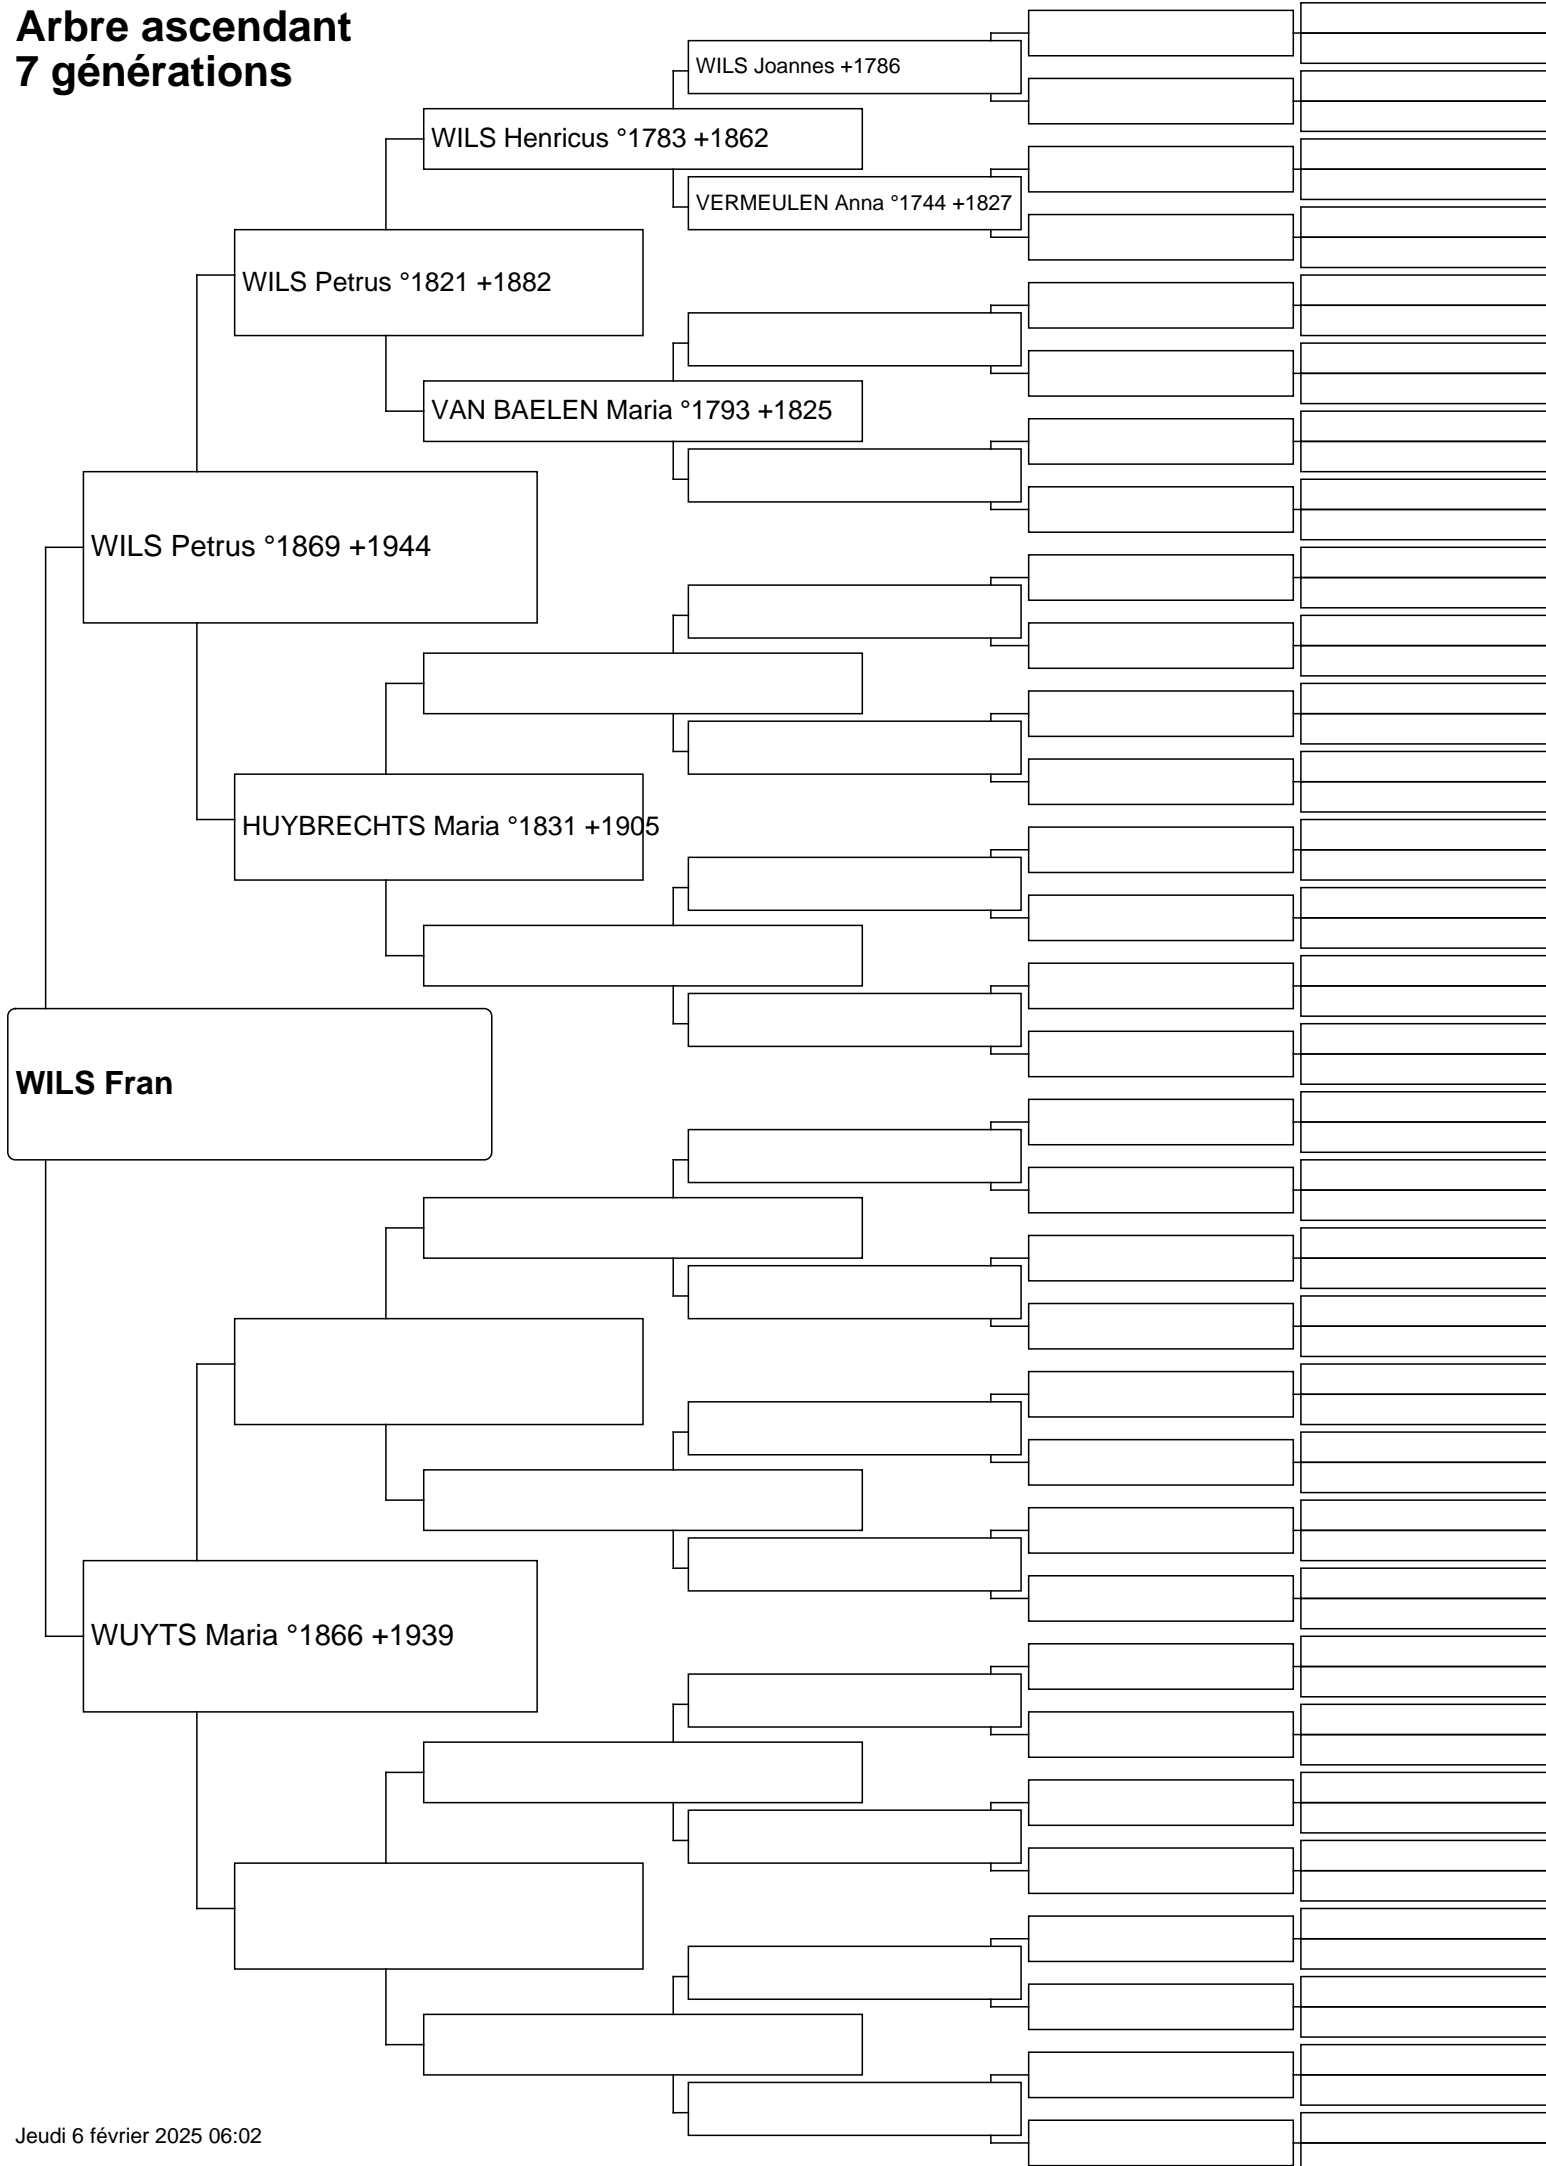 Arbre ascendant
7 générations
WILS Joannes +1786
WILS Henricus °1783 +1862
VERMEULEN Anna °1744 +1827
WILS Petrus °1821 +1882
VAN BAELEN Maria °1793 +1825
WILS Petrus °1869 +1944
HUYBRECHTS Maria °1831 +1905
WILS Fran
WUYTS Maria °1866 +1939
Jeudi 6 février 2025 06:02